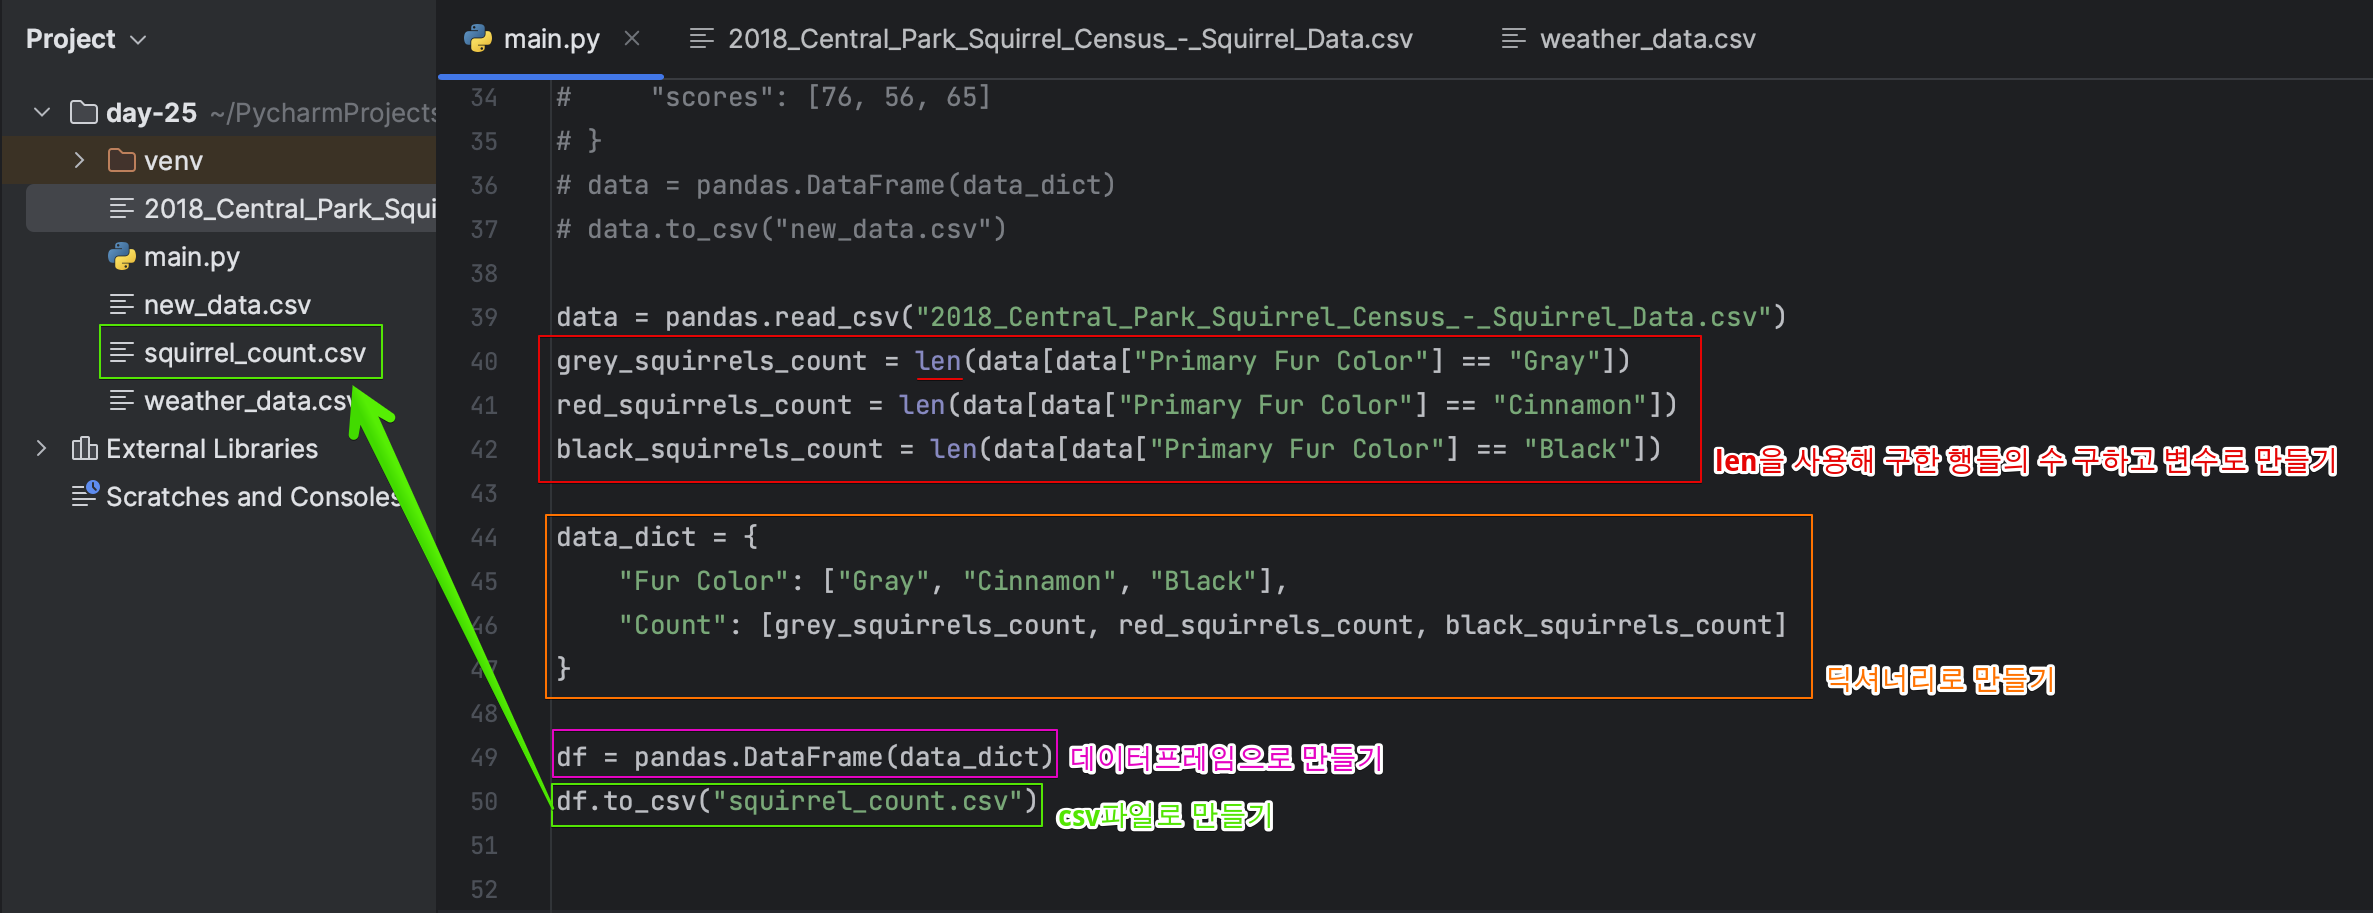 Project
day-25 ~/PycharmProjects
venv
2018_Central_Park_Squi
main.py
new_data.csv
squirrel_count.csv
weather_data.csv
External Libraries
Scratches and Consoles
main.py
2018_Central_Park_Squirrel_Census_-_Squirrel_Data.csv
weather_data.csv
34 #     "scores": [76, 56, 65]
35 # }
36 # data = pandas.DataFrame(data_dict)
37 # data.to_csv("new_data.csv")
38
39 data = pandas.read_csv("2018_Central_Park_Squirrel_Census_-_Squirrel_Data.csv")
40 grey_squirrels_count = len(data[data["Primary Fur Color"] == "Gray"])
41 red_squirrels_count = len(data[data["Primary Fur Color"] == "Cinnamon"])
42 black_squirrels_count = len(data[data["Primary Fur Color"] == "Black"])
len을 사용해 구한 행들의 수 구하고 변수로 만들기
43
44 data_dict = {
45     "Fur Color": ["Gray", "Cinnamon", "Black"],
46     "Count": [grey_squirrels_count, red_squirrels_count, black_squirrels_count]
47 }
딕셔너리로 만들기
48
49 df = pandas.DataFrame(data_dict)
데이터프레임으로 만들기
50 df.to_csv("squirrel_count.csv")
csv파일로 만들기
51
52